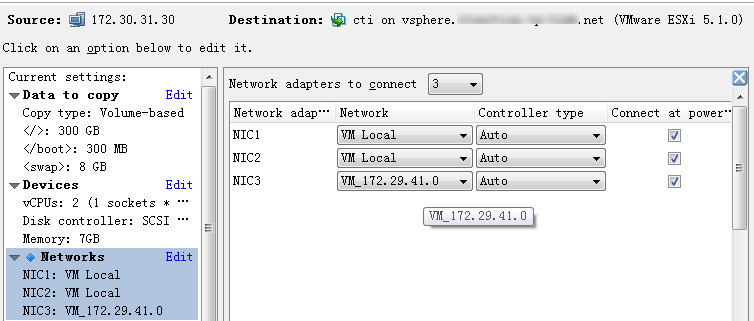 Source: 172.30.31.30 Destination: cti on vsphere. .net (VMware ESXi 5.1.0)
Click on an option below to edit it.
Current settings:
Data to copy Edit
Copy type: Volume-based
</>: 300 GB
</boot>: 300 MB
<swap>: 8 GB
Devices Edit
vCPUs: 2 (1 sockets * ···
Disk controller: SCSI ···
Memory: 7GB
Networks Edit
NIC1: VM Local
NIC2: VM Local
NIC3: VM_172.29.41.0
Network adapters to connect 3
Network adap··· Network Controller type Connect at power···
NIC1 VM Local Auto
NIC2 VM Local Auto
NIC3 VM_172.29.41.0 Auto
VM_172.29.41.0